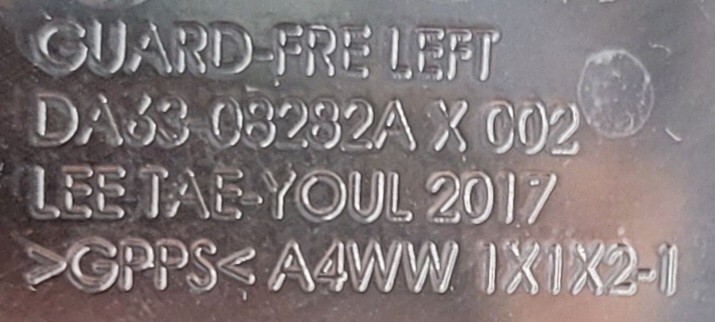 GUARD-FRE LEFT
DA63-08282A X 002
LEE TAE-YOUL 2017
>GPPS< A4WW 1X1X2-1